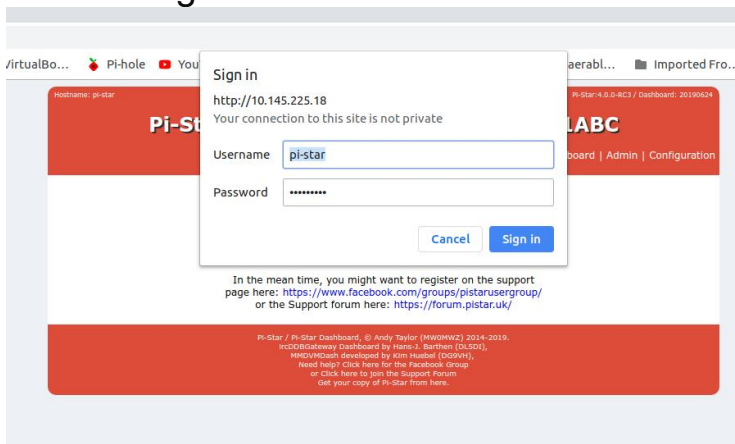 VirtualBo... Pi-hole You aerabl... Imported Fro...
Sign in
http://10.145.225.18
Your connection to this site is not private
Username pi-star
Password •••••••••
Cancel Sign in
Hostname: pi-star Pi-Star:4.0.0-RC3 / Dashboard: 20190624
Pi-St 1ABC
board | Admin | Configuration
In the mean time, you might want to register on the support
page here: https://www.facebook.com/groups/pistarusergroup/
or the Support forum here: https://forum.pistar.uk/
Pi-Star / Pi-Star Dashboard, © Andy Taylor (MW0MWZ) 2014-2019.
ircDDBGateway Dashboard by Hans-J. Barthen (DL5DI),
MMDVMDash developed by Kim Huebel (DG9VH),
Need help? Click here for the Facebook Group
or Click here to join the Support Forum
Get your copy of Pi-Star from here.